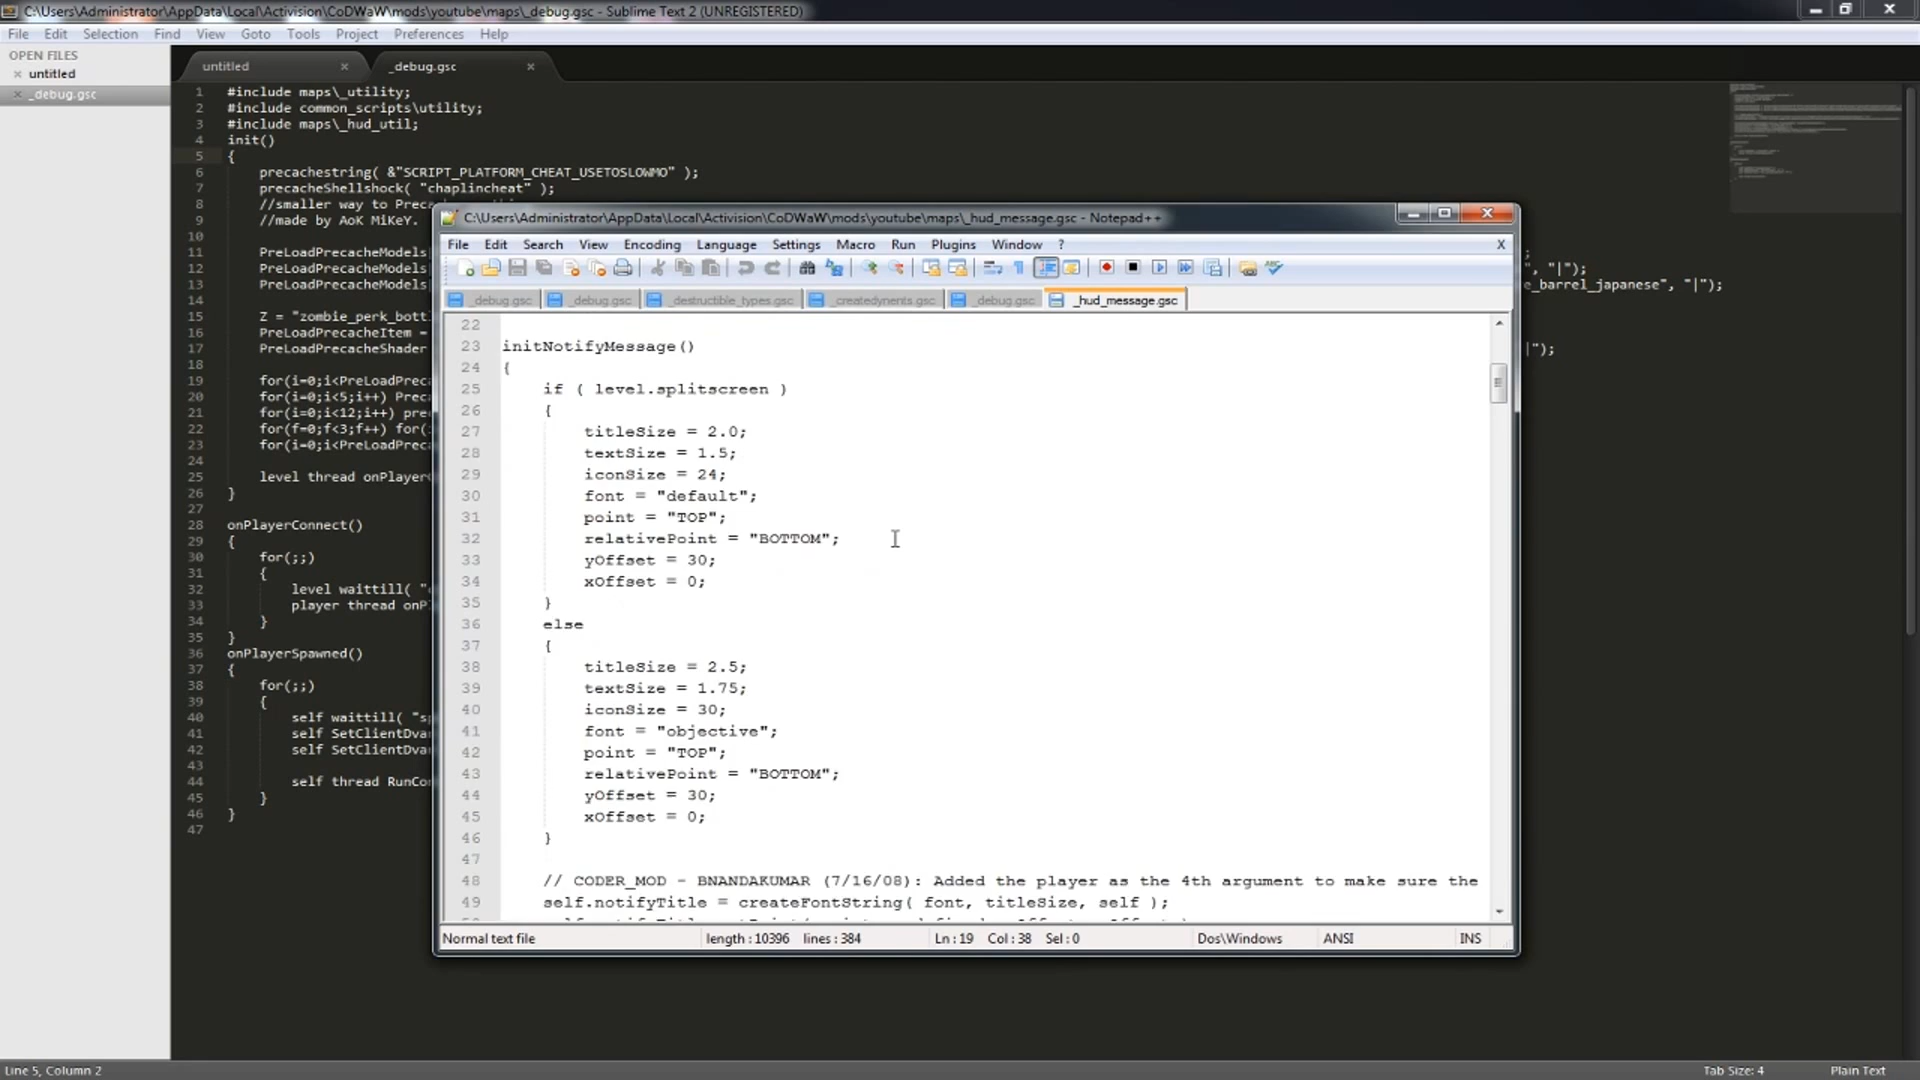 C:\Users\Administrator\AppData\Local\Activision\CoDWaW\mods\youtube\maps\_debug.gsc - Sublime Text 2 (UNREGISTERED)
File Edit Selection Find View Goto Tools Project Preferences Help
OPEN FILES
untitled
_debug.gsc
untitled
_debug.gsc
1 #include maps\_utility;
2 #include common_scripts\utility;
3 #include maps\_hud_util;
4 init()
5 {
6 precachestring( &"SCRIPT_PLATFORM_CHEAT_USETOSLOWMO" );
7 precacheShellshock( "chaplincheat" );
8 //smaller way to
9 //made by AoK MiKeY.
10
11 PreLoadPrecacheModels
12 PreLoadPrecacheModels , "|");
13 PreLoadPrecacheModels e_barrel_japanese", "|");
14
15 Z = "zombie_perk_bott
16 PreLoadPrecacheItem =
17 PreLoadPrecacheShader |");
18
19 for(i=0;i<PreLoadPrec
20 for(i=0;i<5;i++) Prec
21 for(i=0;i<12;i++) pre
22 for(f=0;f<3;f++) for(
23 for(i=0;i<PreLoadPrec
24
25 level thread onPlayer
26 }
27
28 onPlayerConnect()
29 {
30 for(;;)
31 {
32 level waittill( "
33 player thread onP
34 }
35 }
36 onPlayerSpawned()
37 {
38 for(;;)
39 {
40 self waittill( "sp
41 self SetClientDva
42 self SetClientDva
43
44 self thread RunCo
45 }
46 }
47
C:\Users\Administrator\AppData\Local\Activision\CoDWaW\mods\youtube\maps\_hud_message.gsc - Notepad++
File Edit Search View Encoding Language Settings Macro Run Plugins Window ? X
_debug.gsc _debug.gsc _destructible_types.gsc _createdynents.gsc _debug.gsc _hud_message.gsc
22
23 initNotifyMessage()
24 {
25 if ( level.splitscreen )
26 {
27 titleSize = 2.0;
28 textSize = 1.5;
29 iconSize = 24;
30 font = "default";
31 point = "TOP";
32 relativePoint = "BOTTOM";
33 yOffset = 30;
34 xOffset = 0;
35 }
36 else
37 {
38 titleSize = 2.5;
39 textSize = 1.75;
40 iconSize = 30;
41 font = "objective";
42 point = "TOP";
43 relativePoint = "BOTTOM";
44 yOffset = 30;
45 xOffset = 0;
46 }
47
48 // CODER_MOD - BNANDAKUMAR (7/16/08): Added the player as the 4th argument to make sure the
49 self.notifyTitle = createFontString( font, titleSize, self );
Normal text file length : 10396 lines : 384 Ln : 19 Col : 38 Sel : 0 Dos\Windows ANSI INS
Line 5, Column 2 Tab Size: 4 Plain Text